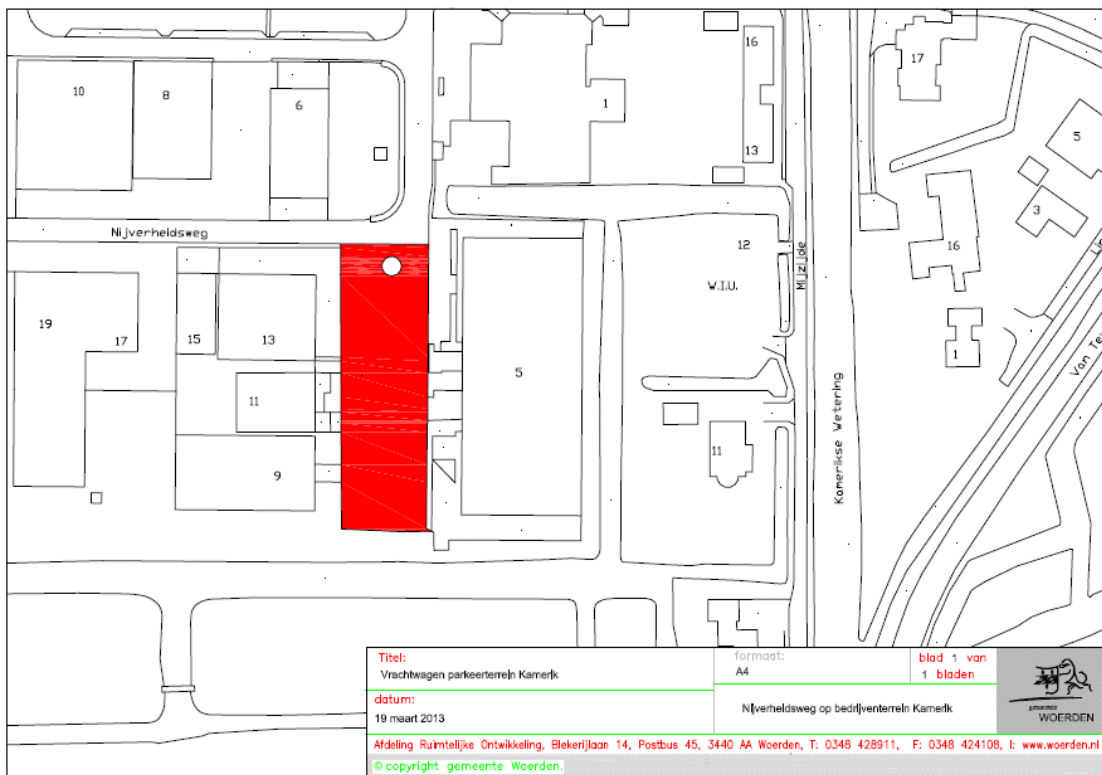 16
17
10
8
6
1
5
13
3
Nijverheidsweg
12
16
W.I.U.
Mijzijde
19
17
15
13
1
5
11
Kamerikse Wetering
11
9
Titel:
Vrachtwagen parkeerterrein Kamerik
formaat:
A4
blad 1 van
1 bladen
datum:
19 maart 2013
Nijverheidsweg op bedrijventerrein Kamerik
gemeente
WOERDEN
Afdeling Ruimtelijke Ontwikkeling, Blekerijlaan 14, Postbus 45, 3440 AA Woerden, T: 0348 428911, F: 0348 424108, I: www.woerden.nl
© copyright gemeente Woerden.